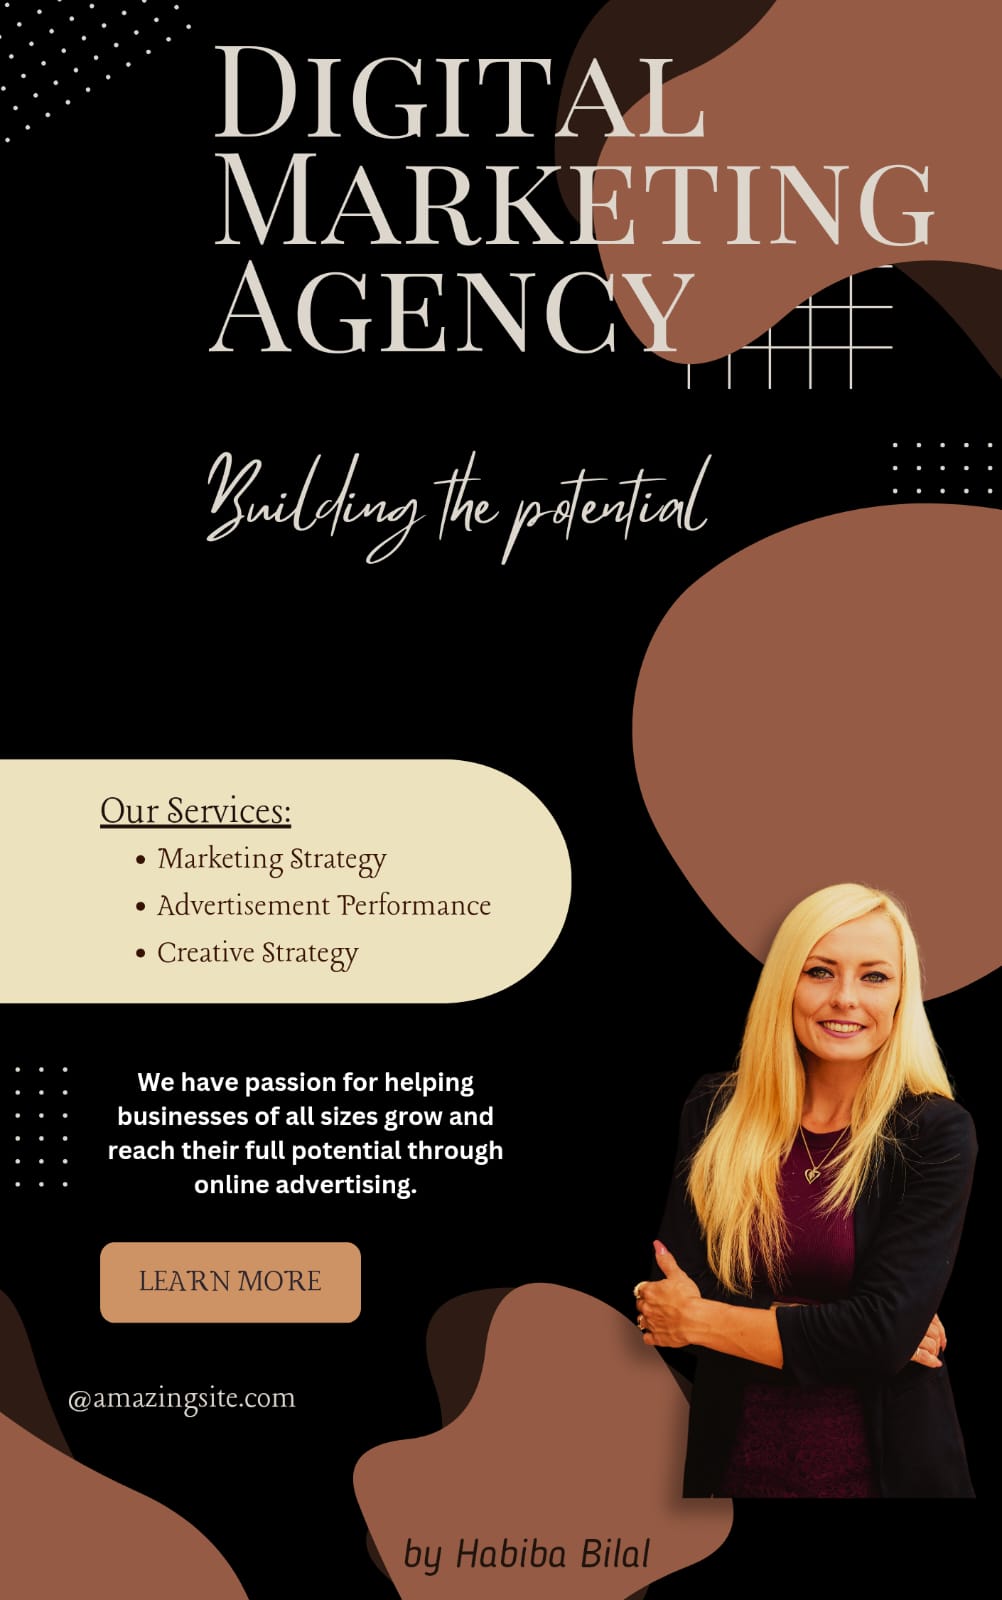 DIGITAL
MARKETING
AGENCY
Building the potential
Our Services:
• Marketing Strategy
• Advertisement Performance
• Creative Strategy
We have passion for helping
businesses of all sizes grow and
reach their full potential through
online advertising.
LEARN MORE
@amazingsite.com
by Habiba Bilal